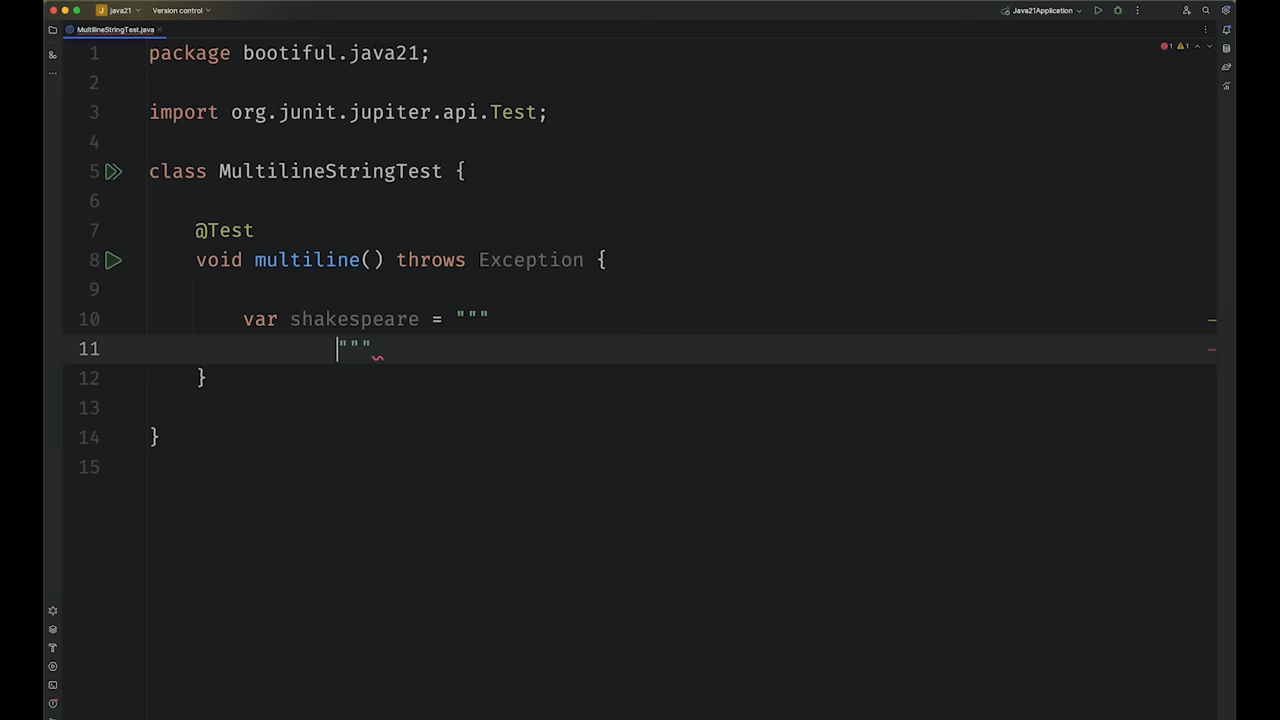 java21 Version control Java21Application
MultilineStringTest.java
1 package bootiful.java21; 1 1
2
3 import org.junit.jupiter.api.Test;
4
5 class MultilineStringTest {
6
7 @Test
8 void multiline() throws Exception {
9
10 var shakespeare = """
11 """
12 }
13
14 }
15